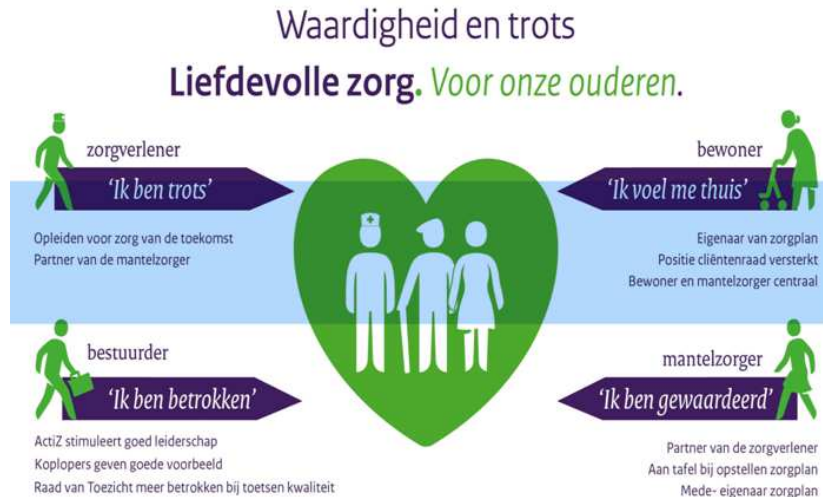 Waardigheid en trots
Liefdevolle zorg. Voor onze ouderen.
zorgverlener
'Ik ben trots'
Opleiden voor zorg van de toekomst
Partner van de mantelzorger
bewoner
'Ik voel me thuis'
Eigenaar van zorgplan
Positie cliëntenraad versterkt
Bewoner en mantelzorger centraal
bestuurder
'Ik ben betrokken'
ActiZ stimuleert goed leiderschap
Koplopers geven goede voorbeeld
Raad van Toezicht meer betrokken bij toetsen kwaliteit
mantelzorger
'Ik ben gewaardeerd'
Partner van de zorgverlener
Aan tafel bij opstellen zorgplan
Mede- eigenaar zorgplan